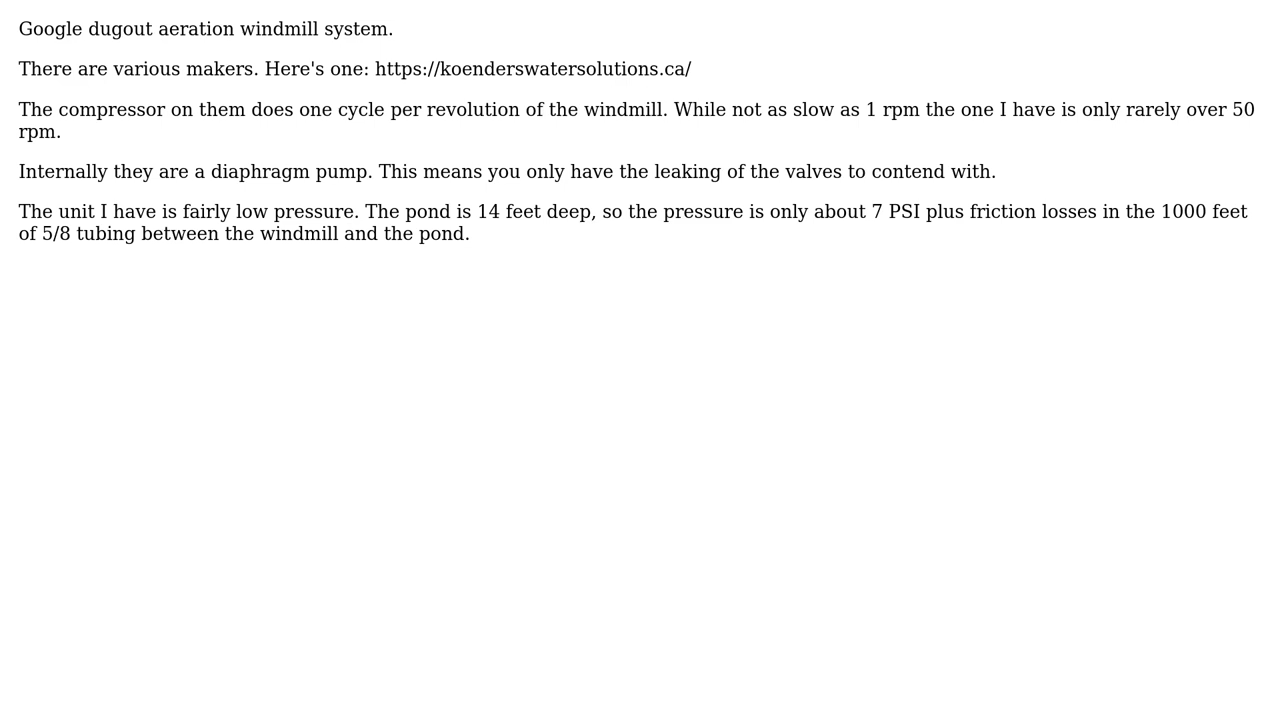 Google dugout aeration windmill system.
There are various makers. Here's one: https://koenderswatersolutions.ca/
The compressor on them does one cycle per revolution of the windmill. While not as slow as 1 rpm the one I have is only rarely over 50
rpm.
Internally they are a diaphragm pump. This means you only have the leaking of the valves to contend with.
The unit I have is fairly low pressure. The pond is 14 feet deep, so the pressure is only about 7 PSI plus friction losses in the 1000 feet
of 5/8 tubing between the windmill and the pond.